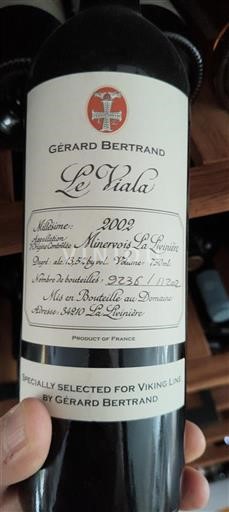 GÉRARD BERTRAND
Le Viala
Millésime: 2002
Appellation
d'Origine Contrôlée Minervois La Livinière
Degré: alc. 13,5% by vol. Volume: 750ml
Nombre de bouteilles: 9236 / 11202
Mis en Bouteille au Domaine
Adresse: 34210 La Livinière
PRODUCT OF FRANCE
SPECIALLY SELECTED FOR VIKING LINE
BY GÉRARD BERTRAND